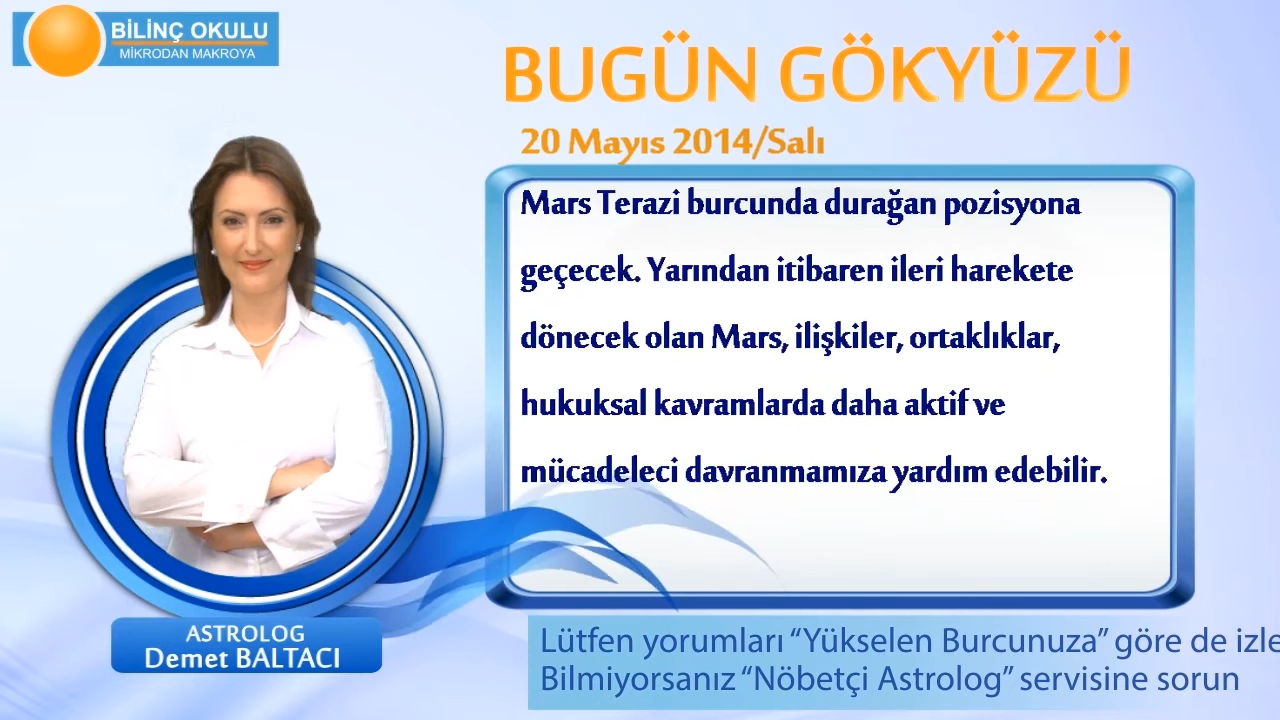 BİLİNÇ OKULU
MİKRODAN MAKROYA
BUGÜN GÖKYÜZÜ
20 Mayıs 2014/Salı
Mars Terazi burcunda durağan pozisyona
geçecek. Yarından itibaren ileri harekete
dönecek olan Mars, ilişkiler, ortaklıklar,
hukuksal kavramlarda daha aktif ve
mücadeleci davranmamıza yardım edebilir.
ASTROLOG
Demet BALTACI
Lütfen yorumları “Yükselen Burcunuza” göre de
Bilmiyorsanız “Nöbetçi Astrolog” servisine sorun